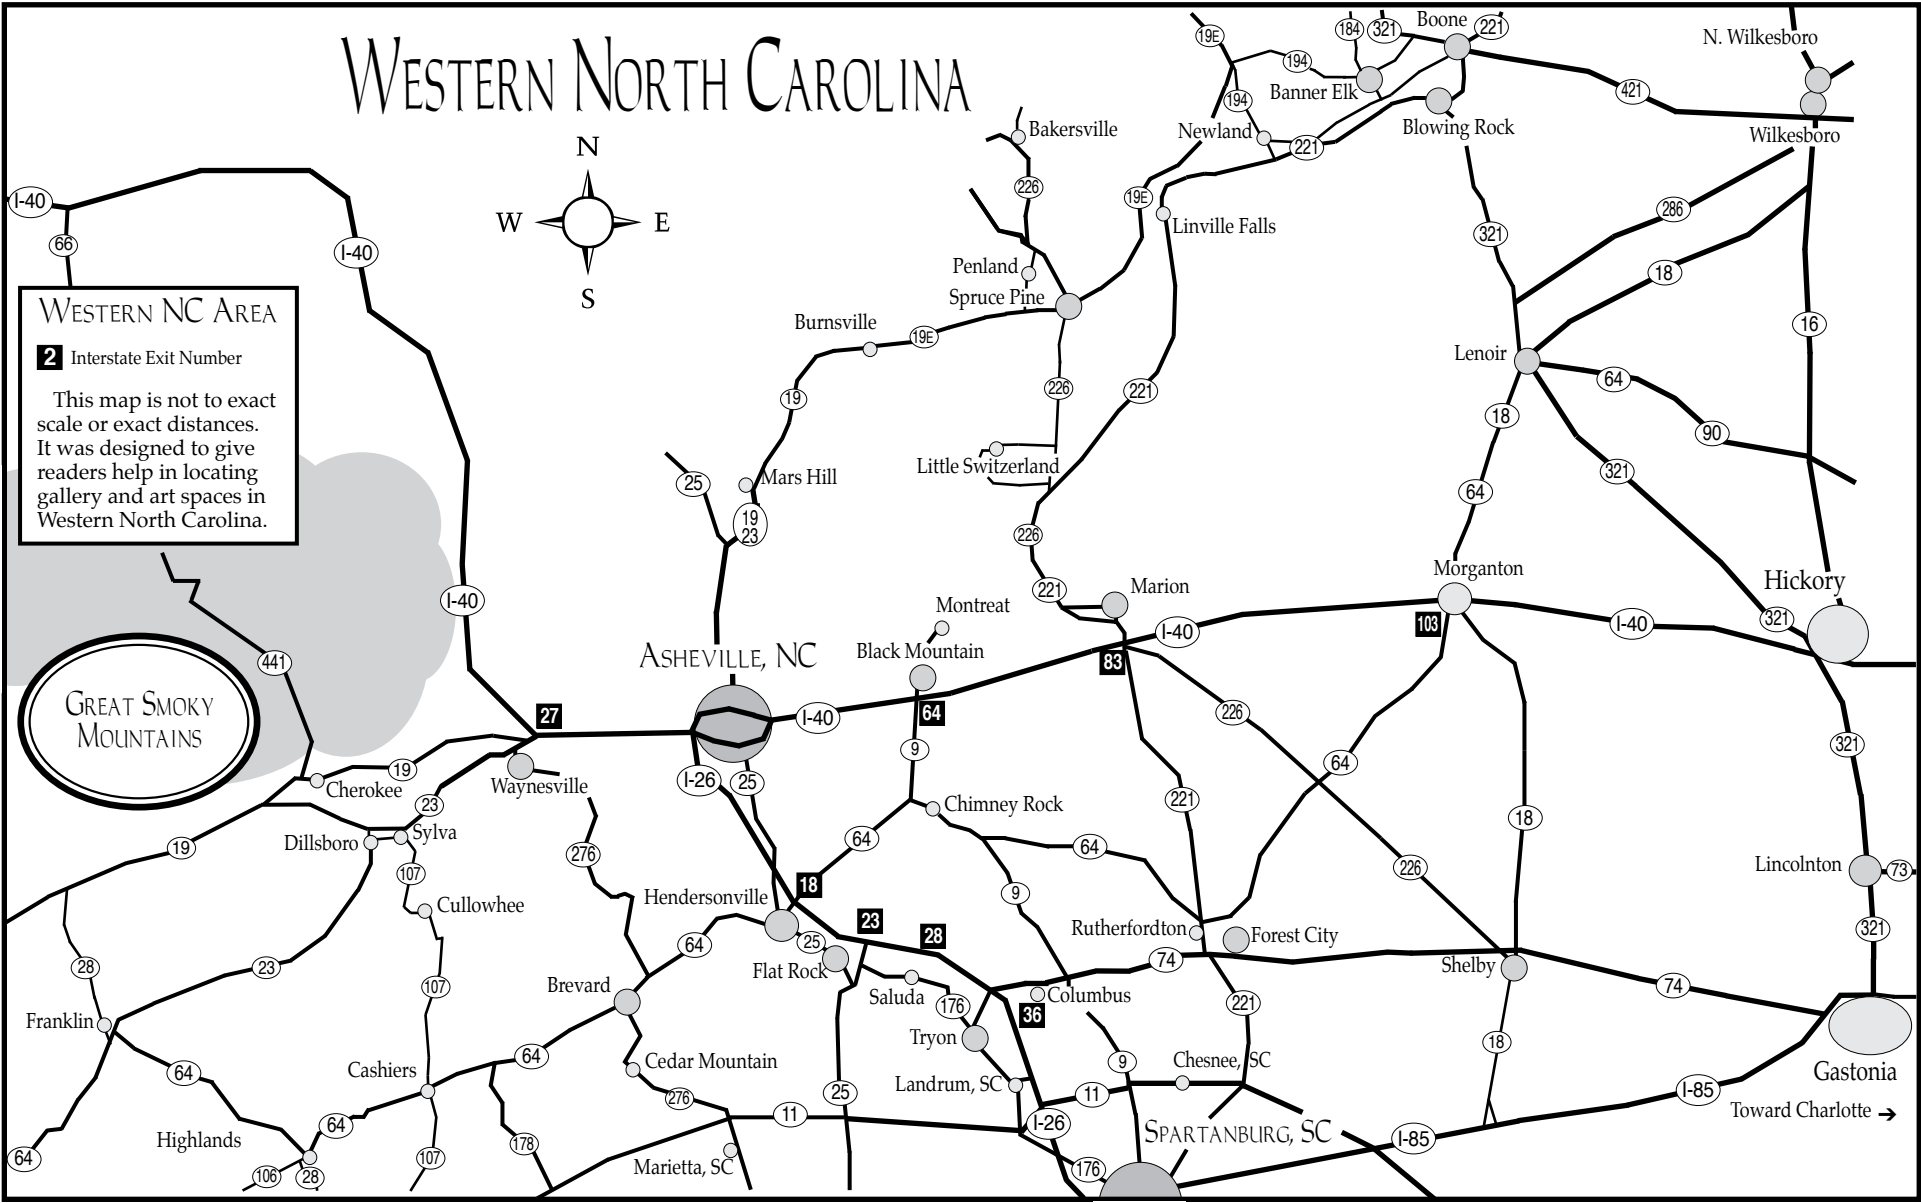 WESTERN NORTH CAROLINA
N
W
E
S
19E
184
321
Boone
221
N. Wilkesboro
194
Banner Elk
421
194
Newland
221
Blowing Rock
Wilkesboro
Bakersville
226
19E
Linville Falls
286
321
18
16
I-40
66
I-40
WESTERN NC AREA
2 Interstate Exit Number
This map is not to exact
scale or exact distances.
It was designed to give
readers help in locating
gallery and art spaces in
Western North Carolina.
Penland
Spruce Pine
Burnsville
19E
19
226
221
Lenoir
64
18
90
321
64
Little Switzerland
Mars Hill
25
19
23
226
221
Marion
Morganton
103
Hickory
321
I-40
I-40
83
I-40
Montreat
Black Mountain
ASHEVILLE, NC
441
GREAT SMOKY
MOUNTAINS
27
I-40
64
226
64
321
9
I-26
25
Cherokee
19
23
Waynesville
Chimney Rock
221
18
Dillsboro
Sylva
19
107
276
64
64
226
Lincolnton
73
18
Hendersonville
9
Cullowhee
23
28
Rutherfordton
Forest City
321
64
25
Flat Rock
74
Shelby
74
28
23
107
Brevard
Saluda
176
Columbus
36
221
Franklin
Tryon
18
Gastonia
64
64
Cashiers
Cedar Mountain
Landrum, SC
9
Chesnee, SC
276
25
11
I-85
Toward Charlotte ➔
11
I-26
SPARTANBURG, SC
I-85
Highlands
64
178
64
106
28
107
Marietta, SC
176